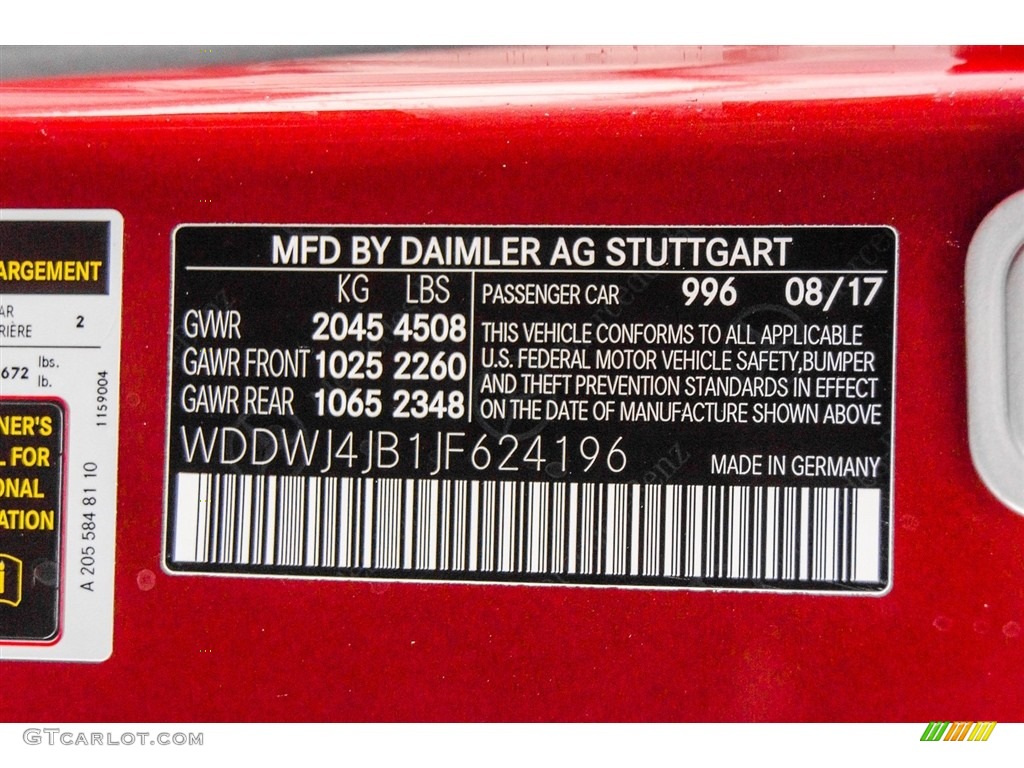 ARGEMENT
AR
RIÈRE 2
672 lbs.
lb.
NER'S
L FOR
ONAL
ATION
i
A 205 584 81 10
1159004
MFD BY DAIMLER AG STUTTGART
KG LBS
GVWR 2045 4508
GAWR FRONT 1025 2260
GAWR REAR 1065 2348
PASSENGER CAR 996 08/17
THIS VEHICLE CONFORMS TO ALL APPLICABLE
U.S. FEDERAL MOTOR VEHICLE SAFETY,BUMPER
AND THEFT PREVENTION STANDARDS IN EFFECT
ON THE DATE OF MANUFACTURE SHOWN ABOVE
WDDWJ4JB1JF624196
MADE IN GERMANY
GTCARLOT.COM